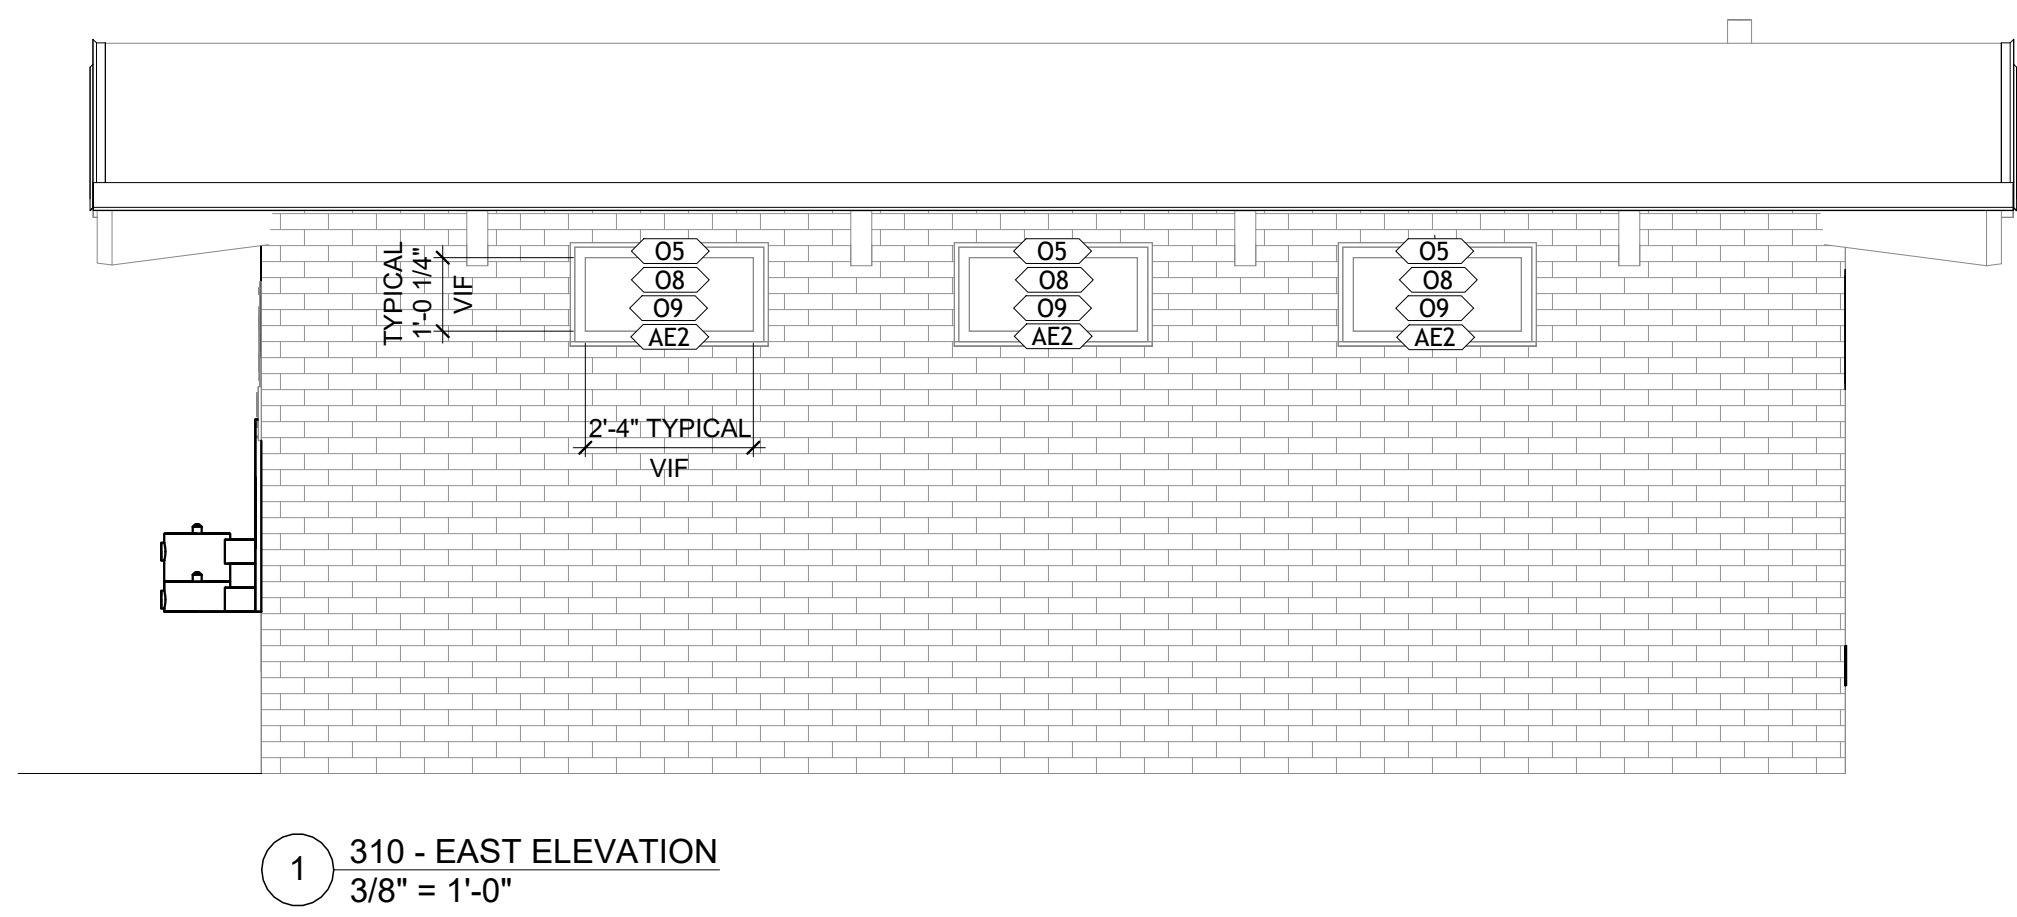 TYPICAL
1'-0 1/4"
VIF
O5
O8
O9
AE2
O5
O8
O9
AE2
O5
O8
O9
AE2
2'-4" TYPICAL
VIF
1
310 - EAST ELEVATION
3/8" = 1'-0"